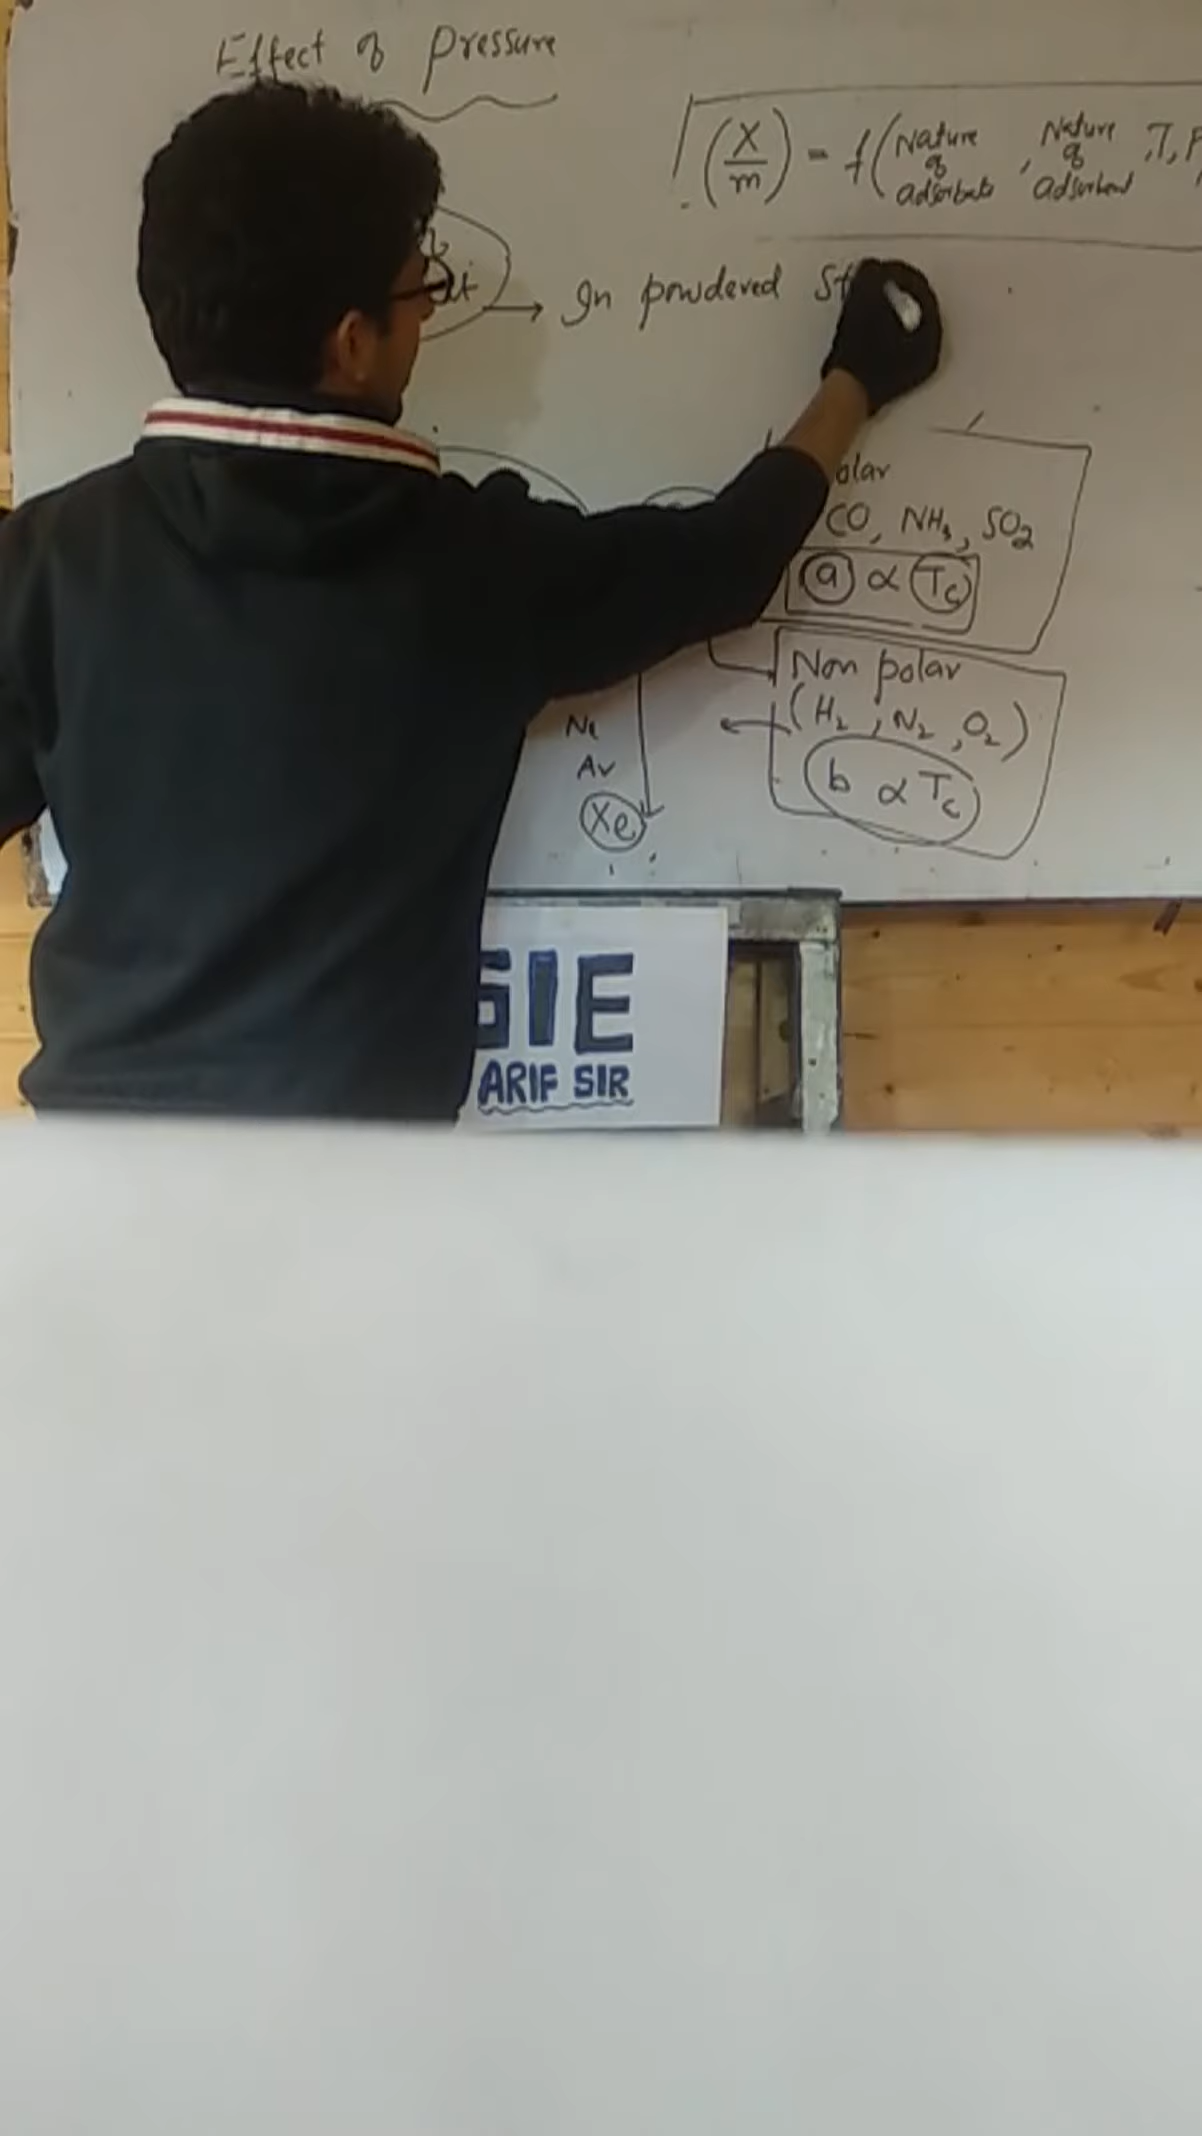 Effect of Pressure
(X/m) = f(Nature of adsorbate, Nature of adsorbent, T, P
→ In powdered St
olar
CO, NH3, SO2
a ∝ Tc
Non polar
(H2, N2, O2)
b ∝ Tc
Ne
Ar
Xe
GIE
ARIF SIR